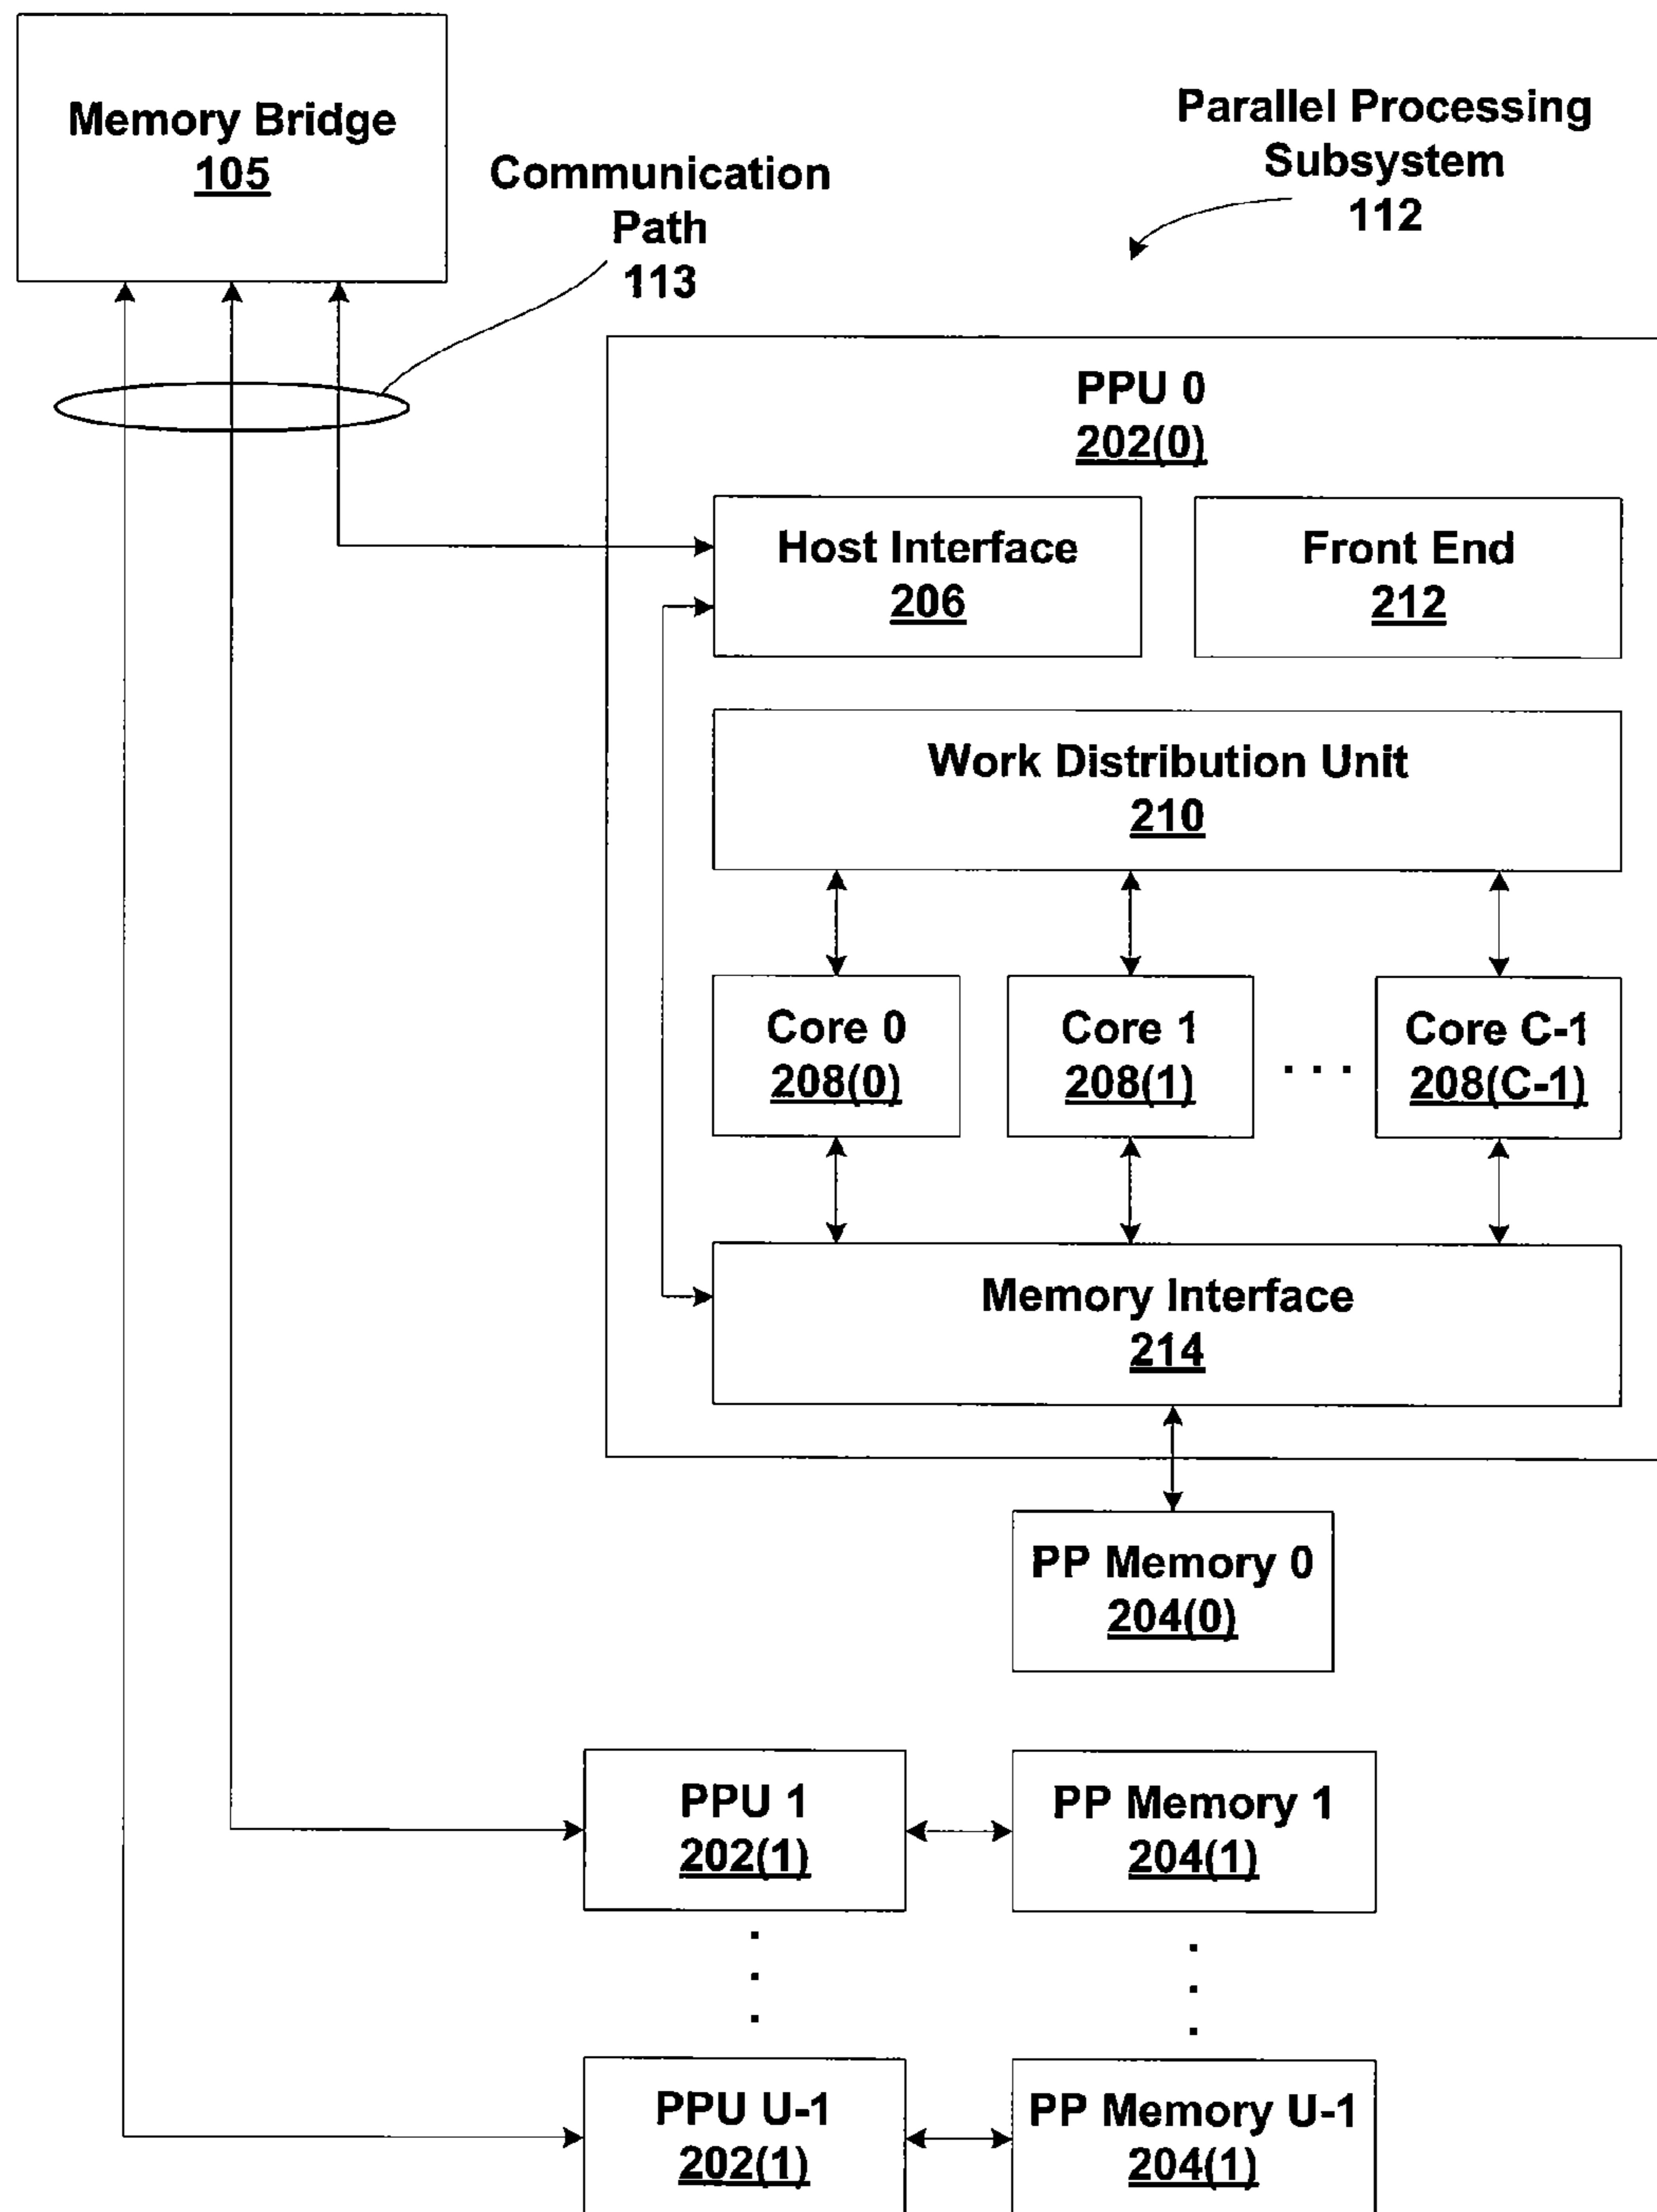 Memory Bridge
105
Communication
Path
113
Parallel Processing
Subsystem
112
PPU 0
202(0)
Host Interface
206
Front End
212
Work Distribution Unit
210
Core 0
208(0)
Core 1
208(1)
. . .
Core C-1
208(C-1)
Memory Interface
214
PP Memory 0
204(0)
PPU 1
202(1)
PP Memory 1
204(1)
PPU U-1
202(1)
PP Memory U-1
204(1)